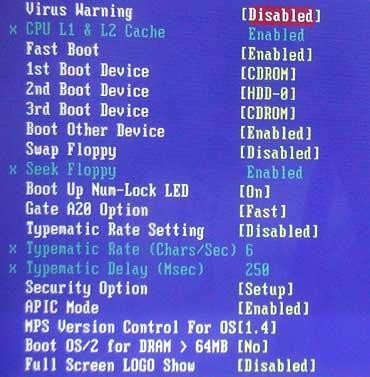 Virus Warning [Disabled]
x CPU L1 & L2 Cache Enabled
Fast Boot [Enabled]
1st Boot Device [CDROM]
2nd Boot Device [HDD-0]
3rd Boot Device [CDROM]
Boot Other Device [Enabled]
Swap Floppy [Disabled]
x Seek Floppy Enabled
Boot Up Num-Lock LED [On]
Gate A20 Option [Fast]
Typematic Rate Setting [Disabled]
x Typematic Rate (Chars/Sec) 6
x Typematic Delay (Msec) 250
Security Option [Setup]
APIC Mode [Enabled]
MPS Version Control For OS[1.4]
Boot OS/2 for DRAM > 64MB [No]
Full Screen LOGO Show [Disabled]